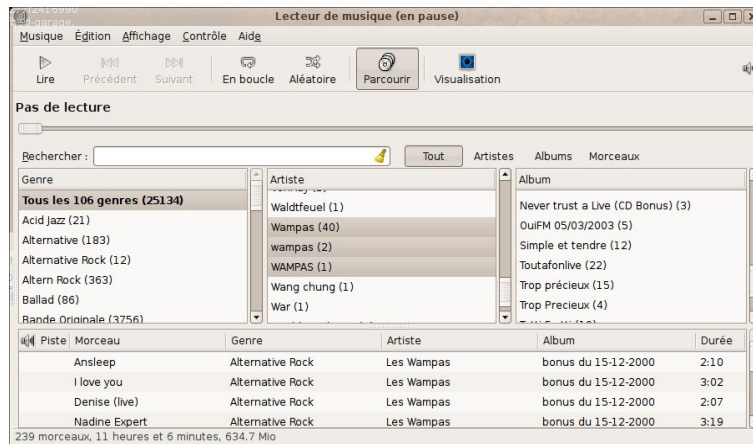 Lecteur de musique (en pause)
Musique Édition Affichage Contrôle Aide
Lire Précédent Suivant En boucle Aléatoire Parcourir Visualisation
Pas de lecture
Rechercher : Tout Artistes Albums Morceaux
Genre Artiste Album
Tous les 106 genres (25134)
Acid Jazz (21)
Alternative (183)
Alternative Rock (12)
Altern Rock (363)
Ballad (86)
Bande Originale (3756)
Waldtfeuel (1)
Wampas (40)
wampas (2)
WAMPAS (1)
Wang chung (1)
War (1)
Never trust a Live (CD Bonus) (3)
OuiFM 05/03/2003 (5)
Simple et tendre (12)
Toutafonlive (22)
Trop précieux (15)
Trop Precieux (4)
Piste Morceau Genre Artiste Album Durée
Ansleep Alternative Rock Les Wampas bonus du 15-12-2000 2:10
I love you Alternative Rock Les Wampas bonus du 15-12-2000 3:02
Denise (live) Alternative Rock Les Wampas bonus du 15-12-2000 2:07
Nadine Expert Alternative Rock Les Wampas bonus du 15-12-2000 3:19
239 morceaux, 11 heures et 6 minutes, 634.7 Mio